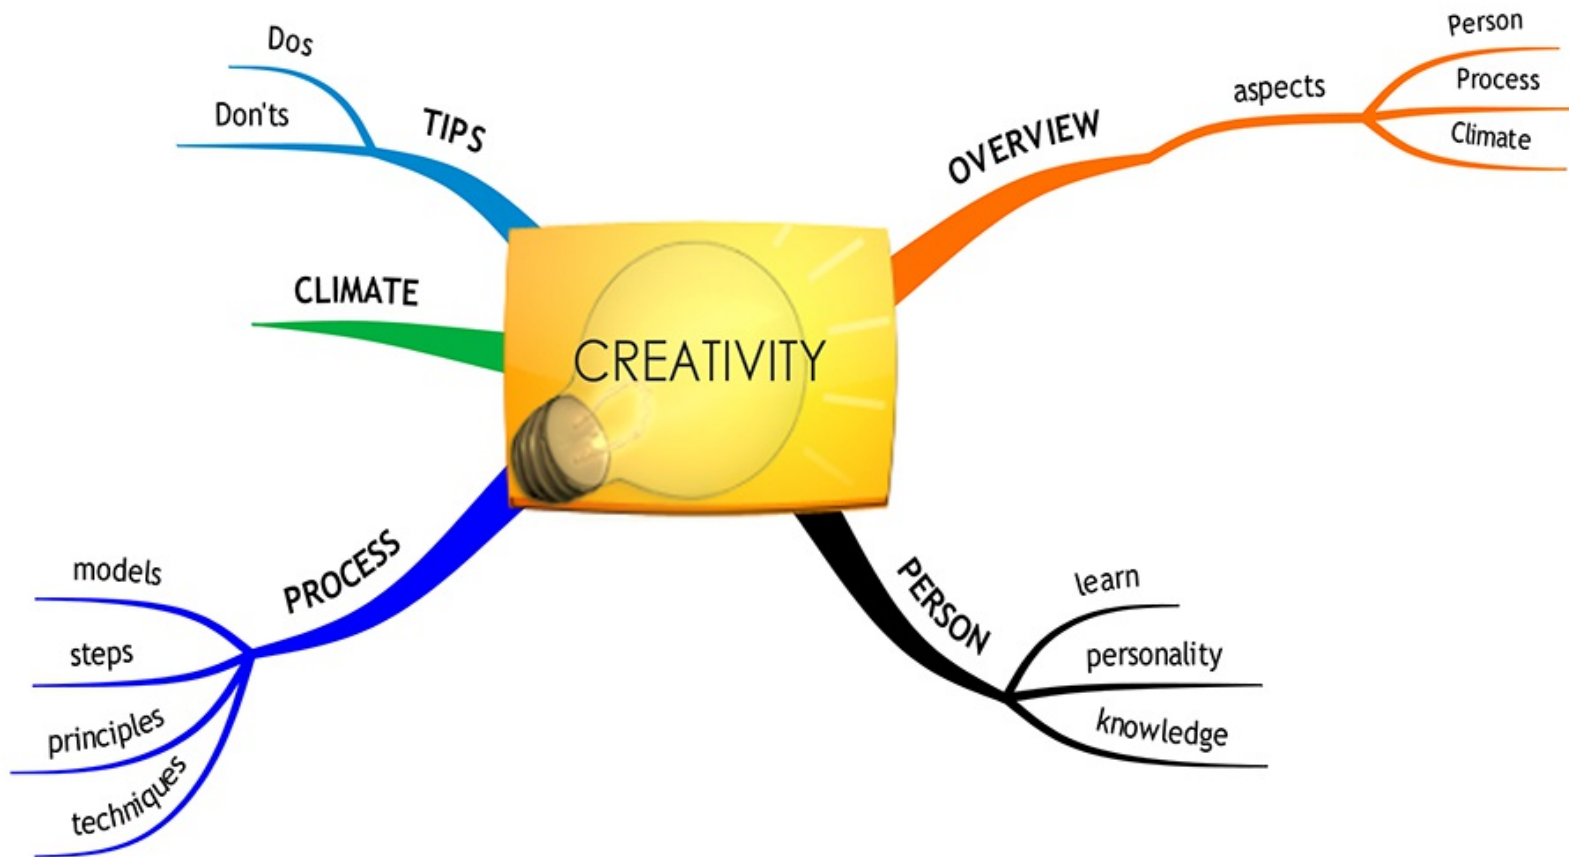 Dos
Don'ts
TIPS
CLIMATE
CREATIVITY
OVERVIEW
aspects
Person
Process
Climate
PROCESS
models
steps
principles
techniques
PERSON
learn
personality
knowledge